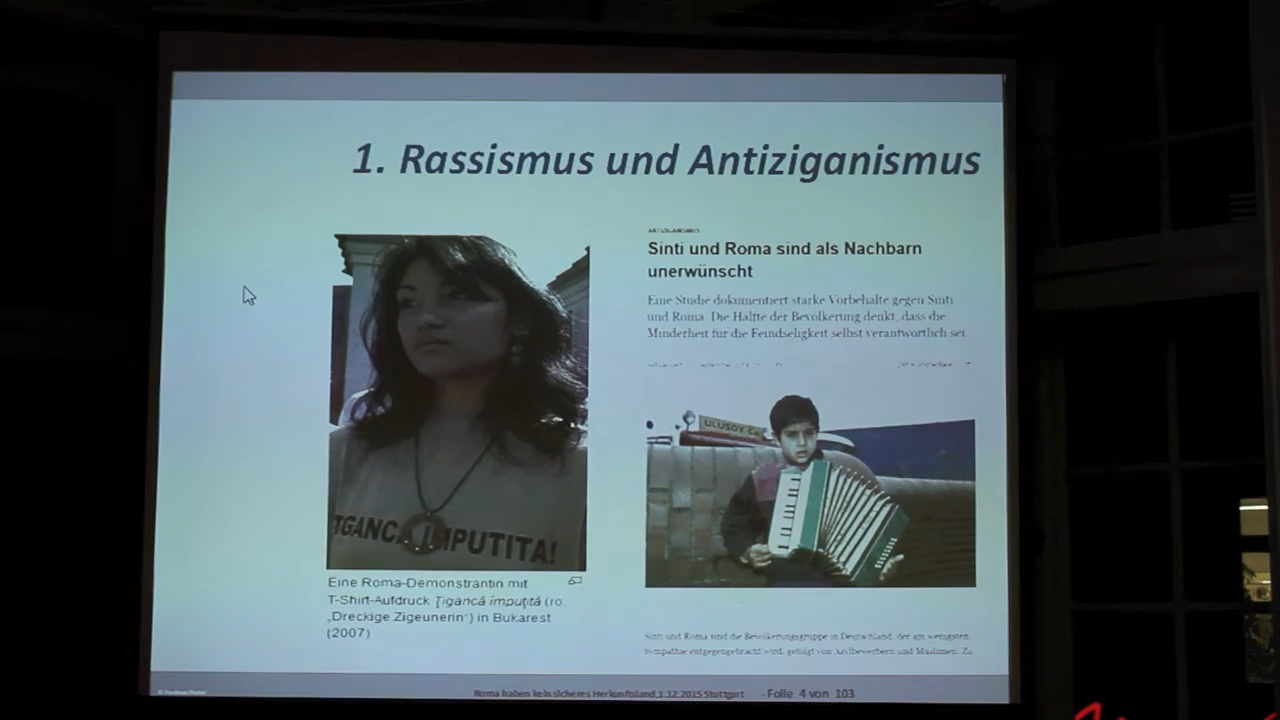 1. Rassismus und Antiziganismus
ANTIZIGANISMUS
Sinti und Roma sind als Nachbarn
unerwünscht
Eine Studie dokumentiert starke Vorbehalte gegen Sinti
und Roma. Die Hälfte der Bevölkerung denkt, dass die
Minderheit für die Feindseligkeit selbst verantwortlich sei.
ULUSOY
TGANCA IMPUTITA!
Eine Roma-Demonstrantin mit
T-Shirt-Aufdruck Țigancă împuțită (ro.
„Dreckige Zigeunerin“) in Bukarest
(2007)
Sinti und Roma sind die Bevölkerungsgruppe in Deutschland, der am wenigsten
Sympathie entgegengebracht wird, gefolgt von Asylbewerbern und Muslimen. Zu
Roma haben kein sicheres Herkunftsland 1.12.2015 Stuttgart - Folie 4 von 103